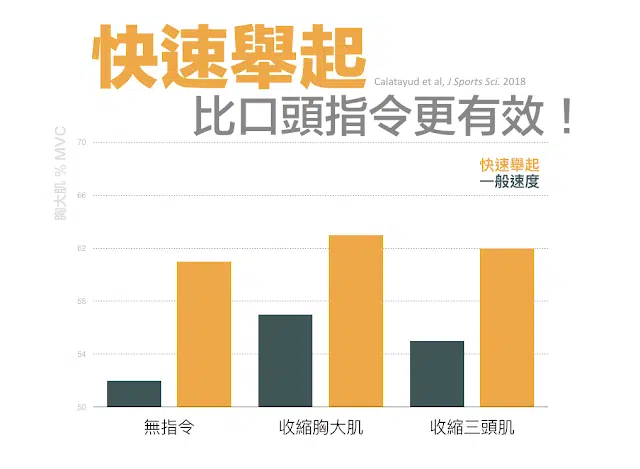 快速舉起
Calatayud et al, J Sports Sci. 2018
比口頭指令更有效！
胸大肌 % MVC
70
66
62
58
54
50
快速舉起
一般速度
無指令
收縮胸大肌
收縮三頭肌